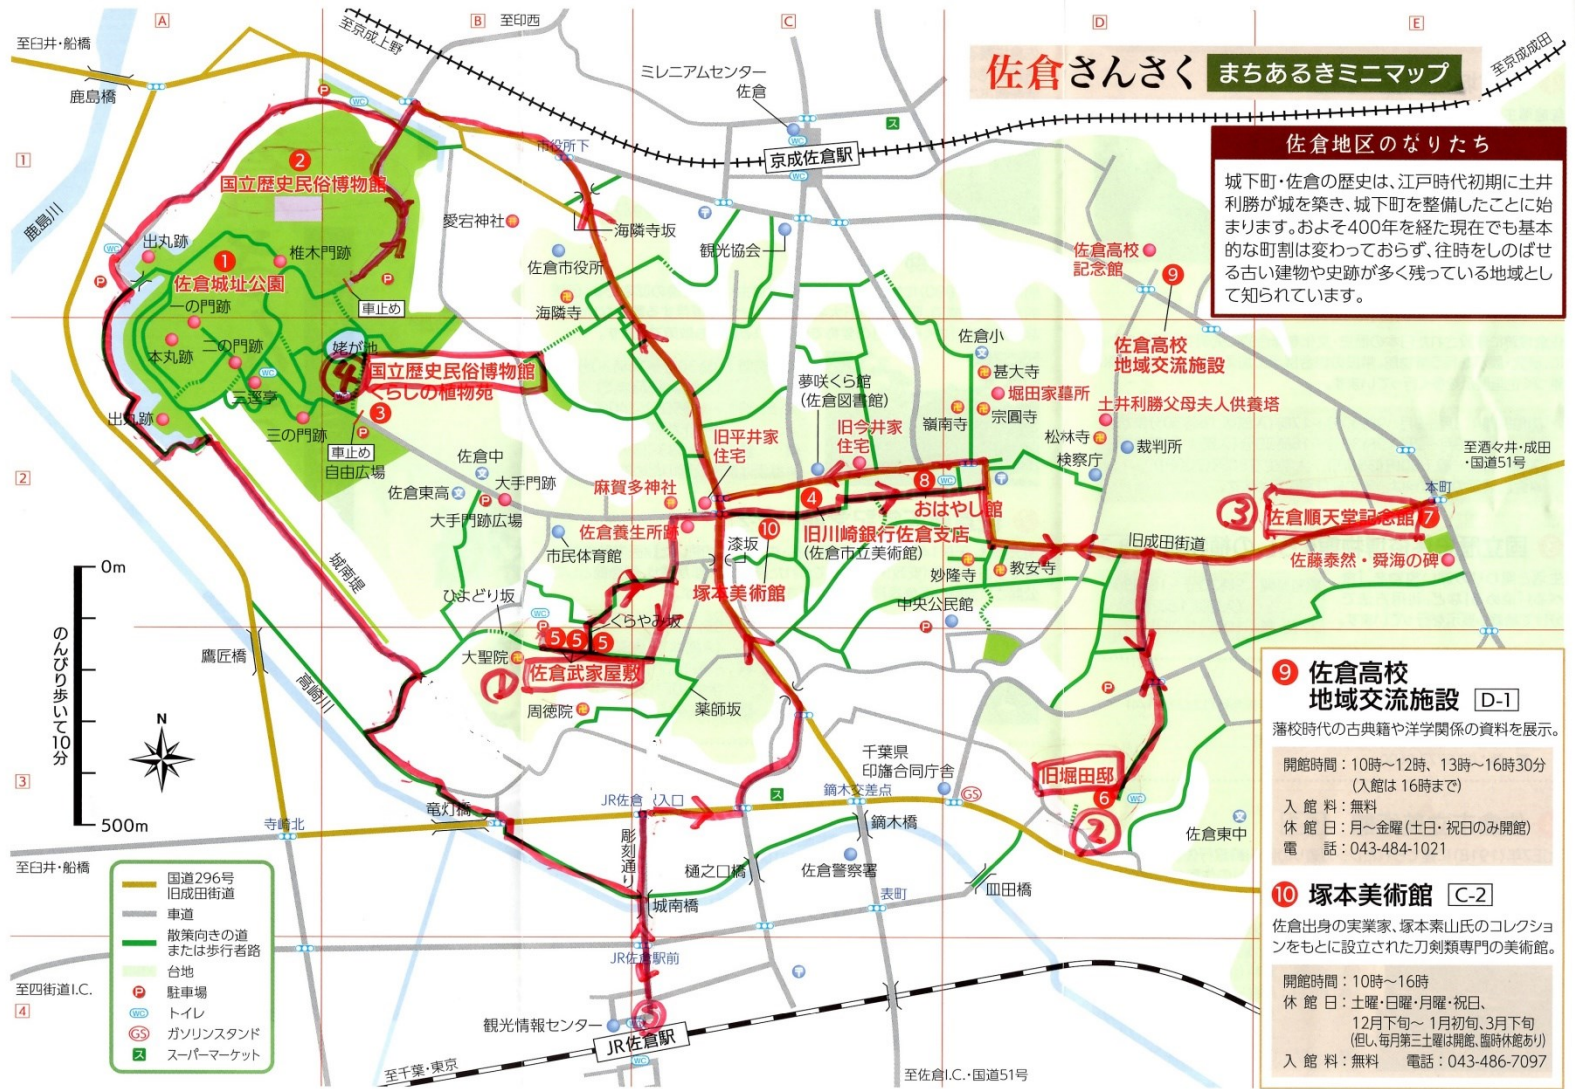 A
B
C
D
E
至臼井・船橋
至印西
至京成上野
至京成成田
佐倉さんさく まちあるきミニマップ
鹿島橋
ミレニアムセンター
佐倉
WC
P
ス
京成佐倉駅
市役所下
1
2
国立歴史民俗博物館
鹿島川
愛宕神社
海隣寺坂
佐倉市役所
観光協会
出丸跡
椎木門跡
1
佐倉城址公園
一の門跡
車止め
海隣寺
佐倉高校
記念館
9
佐倉高校
地域交流施設
佐倉地区のなりたち
城下町・佐倉の歴史は、江戸時代初期に土井
利勝が城を築き、城下町を整備したことに始
まります。およそ400年を経た現在でも基本
的な町割は変わっておらず、往時をしのばせ
る古い建物や史跡が多く残っている地域とし
て知られています。
本丸跡
二の門跡
三逕亭
三の門跡
出丸跡
姥が池
④
国立歴史民俗博物館
くらしの植物苑
3
車止め
自由広場
佐倉小
甚大寺
堀田家墓所
嶺南寺
宗圓寺
土井利勝父母夫人供養塔
松林寺
裁判所
検察庁
夢咲くら館
(佐倉図書館)
旧今井家
住宅
旧平井家
住宅
2
佐倉中
佐倉東高
大手門跡
大手門跡広場
麻賀多神社
佐倉養生所跡
市民体育館
4
旧川崎銀行佐倉支店
(佐倉市立美術館)
8
おはやし館
10
塚本美術館
漆坂
至酒々井・成田
・国道51号
本町
③
佐倉順天堂記念館
7
佐藤泰然・舜海の碑
旧成田街道
妙隆寺
教安寺
中央公民館
城南堤
0m
のんびり歩いて10分
500m
ひよどり坂
くらやみ坂
大聖院
5
5
5
①
佐倉武家屋敷
周徳院
薬師坂
鷹匠橋
高崎川
N
3
寺崎北
竜灯橋
JR佐倉
入口
彫刻通り
千葉県
印旛合同庁舎
鏑木交差点
GS
鏑木橋
樋之口橋
佐倉警察署
城南橋
表町
皿田橋
旧堀田邸
6
②
佐倉東中
至臼井・船橋
JR佐倉駅前
4
至四街道I.C.
観光情報センター
JR佐倉駅
至千葉・東京
至佐倉I.C.・国道51号
国道296号
旧成田街道
車道
散策向きの道
または歩行者路
台地
P 駐車場
WC トイレ
GS ガソリンスタンド
ス スーパーマーケット
9 佐倉高校
地域交流施設 D-1
藩校時代の古典籍や洋学関係の資料を展示。
開館時間：10時〜12時、13時〜16時30分
(入館は16時まで)
入館料：無料
休館日：月〜金曜(土日・祝日のみ開館)
電話：043-484-1021
10 塚本美術館 C-2
佐倉出身の実業家、塚本素山氏のコレクショ
ンをもとに設立された刀剣類専門の美術館。
開館時間：10時〜16時
休館日：土曜・日曜・月曜・祝日、
12月下旬〜1月初旬、3月下旬
(但し、毎月第三土曜は開館、臨時休館あり)
入館料：無料 電話：043-486-7097